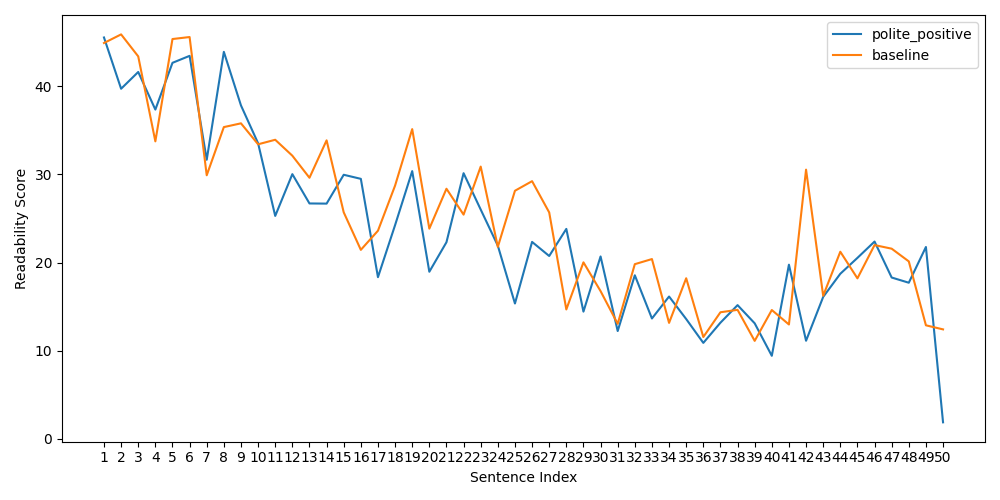 polite_positive
baseline
Readability Score
40
30
20
10
0
1 2 3 4 5 6 7 8 9 10 11 12 13 14 15 16 17 18 19 20 21 22 23 24 25 26 27 28 29 30 31 32 33 34 35 36 37 38 39 40 41 42 43 44 45 46 47 48 49 50
Sentence Index